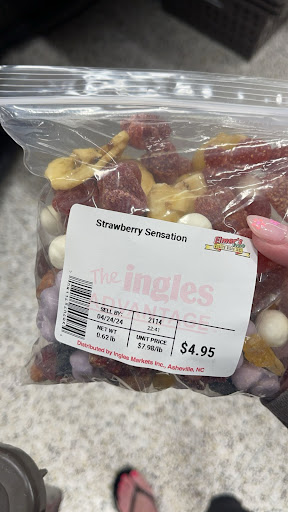 Strawberry Sensation
The ingles
ADVANTAGE
SELL BY:
04/24/24
2114
22:41
NET WT
0.62 lb
UNIT PRICE
$7.98/lb
$4.95
Distributed by Ingles Markets Inc., Asheville, NC